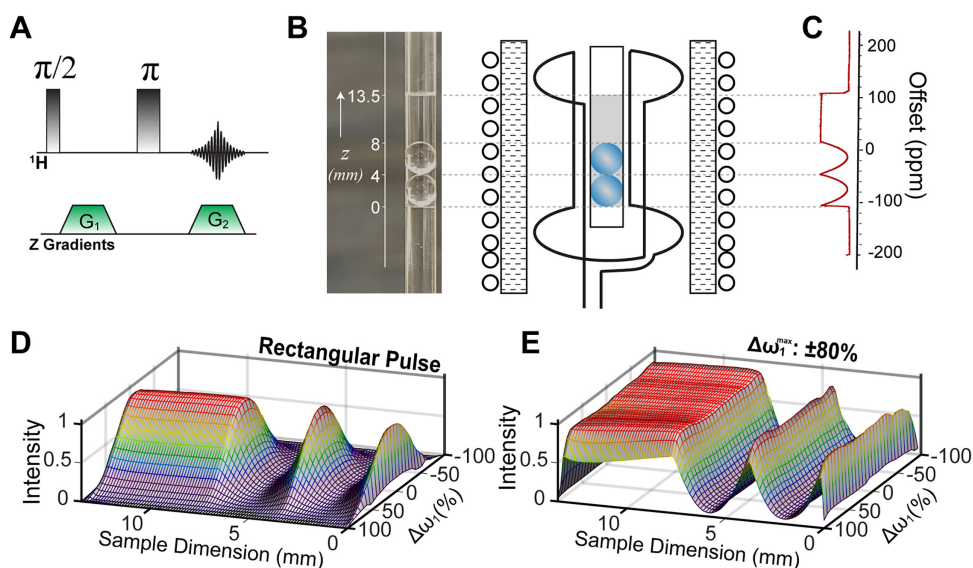 A
π/2
π
¹H
G₁
G₂
Z Gradients
B
13.5
8
z
(mm)
4
0
C
200
100
0
-100
-200
Offset (ppm)
D
Rectangular Pulse
1
0.5
0
Intensity
10
5
0
Sample Dimension (mm)
-100
-50
0
50
100
Δω₁(%)
E
Δω₁ᵐᵃˣ: ±80%
1
0.5
0
Intensity
10
5
0
Sample Dimension (mm)
-100
-50
0
50
100
Δω₁(%)